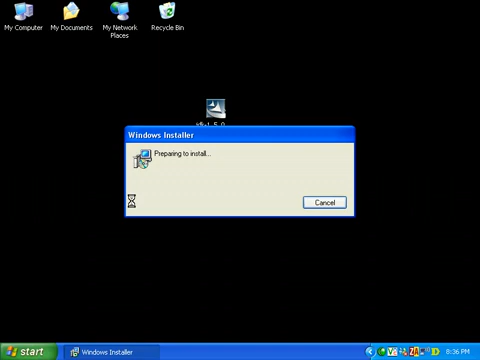 My Computer
My Documents
My Network
Places
Recycle Bin
Windows Installer
Preparing to install...
Cancel
start
Windows Installer
8:36 PM